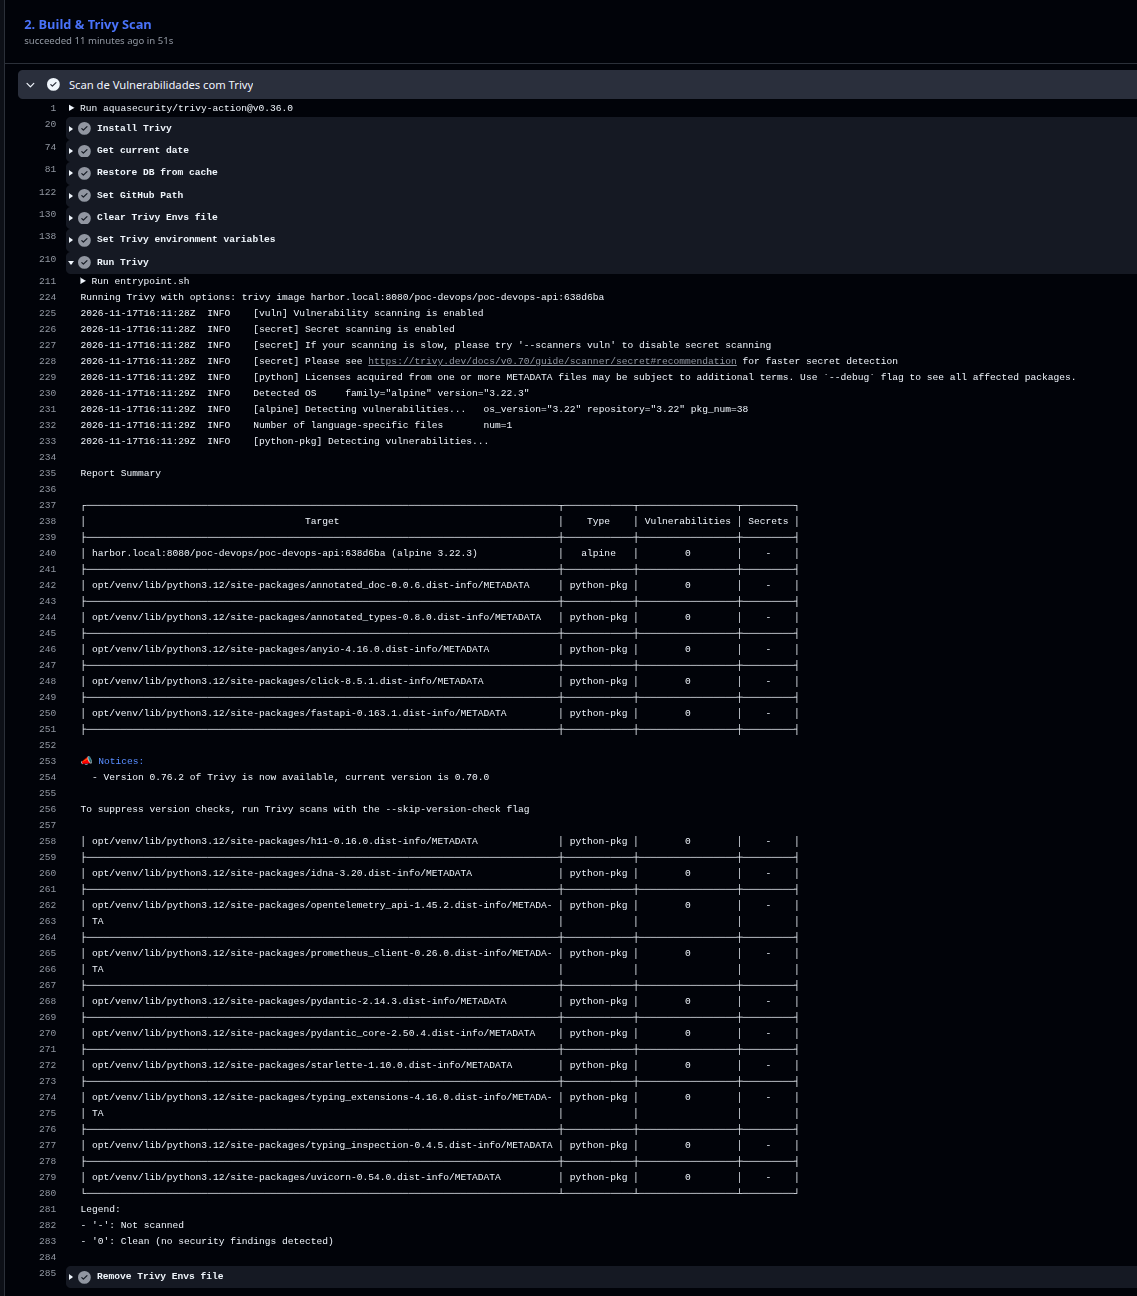 2. Build & Trivy Scan
succeeded 11 minutes ago in 51s
Scan de Vulnerabilidades com Trivy
1 Run aquasecurity/trivy-action@v0.36.0
20 Install Trivy
74 Get current date
81 Restore DB from cache
122 Set GitHub Path
130 Clear Trivy Envs file
138 Set Trivy environment variables
210 Run Trivy
211 Run entrypoint.sh
224 Running Trivy with options: trivy image harbor.local:8080/poc-devops/poc-devops-api:638d6ba
225 2026-11-17T16:11:28Z INFO [vuln] Vulnerability scanning is enabled
226 2026-11-17T16:11:28Z INFO [secret] Secret scanning is enabled
227 2026-11-17T16:11:28Z INFO [secret] If your scanning is slow, please try '--scanners vuln' to disable secret scanning
228 2026-11-17T16:11:28Z INFO [secret] Please see https://trivy.dev/docs/v0.70/guide/scanner/secret#recommendation for faster secret detection
229 2026-11-17T16:11:29Z INFO [python] Licenses acquired from one or more METADATA files may be subject to additional terms. Use `--debug` flag to see all affected packages.
230 2026-11-17T16:11:29Z INFO Detected OS family="alpine" version="3.22.3"
231 2026-11-17T16:11:29Z INFO [alpine] Detecting vulnerabilities... os_version="3.22" repository="3.22" pkg_num=38
232 2026-11-17T16:11:29Z INFO Number of language-specific files num=1
233 2026-11-17T16:11:29Z INFO [python-pkg] Detecting vulnerabilities...
234
235 Report Summary
236
237
238 │ Target │ Type │ Vulnerabilities │ Secrets │
239
240 │ harbor.local:8080/poc-devops/poc-devops-api:638d6ba (alpine 3.22.3) │ alpine │ 0 │ - │
241
242 │ opt/venv/lib/python3.12/site-packages/annotated_doc-0.0.6.dist-info/METADATA │ python-pkg │ 0 │ - │
243
244 │ opt/venv/lib/python3.12/site-packages/annotated_types-0.8.0.dist-info/METADATA │ python-pkg │ 0 │ - │
245
246 │ opt/venv/lib/python3.12/site-packages/anyio-4.16.0.dist-info/METADATA │ python-pkg │ 0 │ - │
247
248 │ opt/venv/lib/python3.12/site-packages/click-8.5.1.dist-info/METADATA │ python-pkg │ 0 │ - │
249
250 │ opt/venv/lib/python3.12/site-packages/fastapi-0.163.1.dist-info/METADATA │ python-pkg │ 0 │ - │
251
252
253 📣 Notices:
254 - Version 0.76.2 of Trivy is now available, current version is 0.70.0
255
256 To suppress version checks, run Trivy scans with the --skip-version-check flag
257
258 │ opt/venv/lib/python3.12/site-packages/h11-0.16.0.dist-info/METADATA │ python-pkg │ 0 │ - │
259
260 │ opt/venv/lib/python3.12/site-packages/idna-3.20.dist-info/METADATA │ python-pkg │ 0 │ - │
261
262 │ opt/venv/lib/python3.12/site-packages/opentelemetry_api-1.45.2.dist-info/METADA- │ python-pkg │ 0 │ - │
263 │ TA │ │ │ │
264
265 │ opt/venv/lib/python3.12/site-packages/prometheus_client-0.26.0.dist-info/METADA- │ python-pkg │ 0 │ - │
266 │ TA │ │ │ │
267
268 │ opt/venv/lib/python3.12/site-packages/pydantic-2.14.3.dist-info/METADATA │ python-pkg │ 0 │ - │
269
270 │ opt/venv/lib/python3.12/site-packages/pydantic_core-2.50.4.dist-info/METADATA │ python-pkg │ 0 │ - │
271
272 │ opt/venv/lib/python3.12/site-packages/starlette-1.10.0.dist-info/METADATA │ python-pkg │ 0 │ - │
273
274 │ opt/venv/lib/python3.12/site-packages/typing_extensions-4.16.0.dist-info/METADA- │ python-pkg │ 0 │ - │
275 │ TA │ │ │ │
276
277 │ opt/venv/lib/python3.12/site-packages/typing_inspection-0.4.5.dist-info/METADATA │ python-pkg │ 0 │ - │
278
279 │ opt/venv/lib/python3.12/site-packages/uvicorn-0.54.0.dist-info/METADATA │ python-pkg │ 0 │ - │
280
281 Legend:
282 - '-': Not scanned
283 - '0': Clean (no security findings detected)
284
285 Remove Trivy Envs file